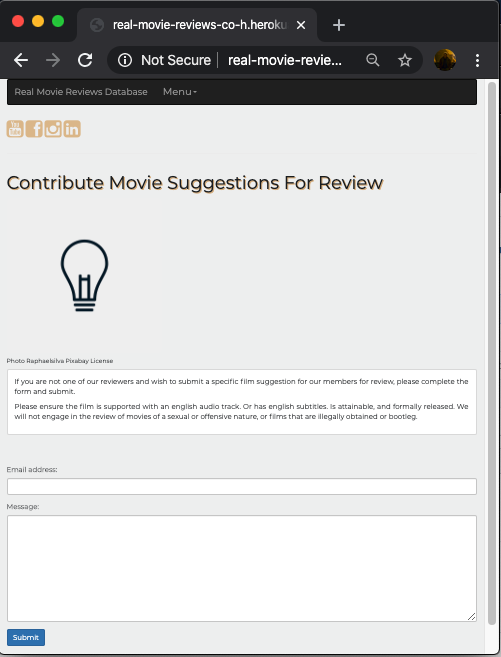 real-movie-reviews-co-h.heroku
Not Secure
real-movie-revie...
Real Movie Reviews Database
Menu
You
Tube
Contribute Movie Suggestions For Review
Photo Raphaelsilva Pixabay License
If you are not one of our reviewers and wish to submit a specific film suggestion for our members for review, please complete the
form and submit.
Please ensure the film is supported with an english audio track. Or has english subtitles. Is attainable, and formally released. We
will not engage in the review of movies of a sexual or offensive nature, or films that are illegally obtained or bootleg.
Email address:
Message:
Submit